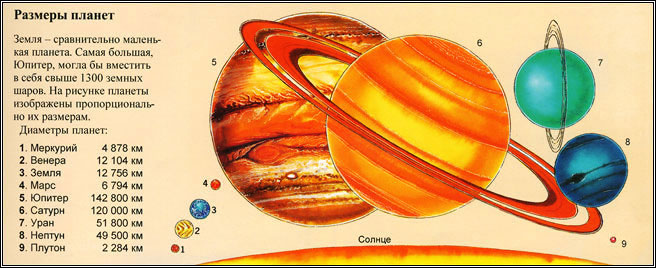 Размеры планет
Земля – сравнительно малень-
кая планета. Самая большая,
Юпитер, могла бы вместить
в себя свыше 1300 земных
шаров. На рисунке планеты
изображены пропорциональ-
но их размерам.
Диаметры планет:
1. Меркурий 4 878 км
2. Венера 12 104 км
3. Земля 12 756 км
4. Марс 6 794 км
5. Юпитер 142 800 км
6. Сатурн 120 000 км
7. Уран 51 800 км
8. Нептун 49 500 км
9. Плутон 2 284 км
5
6
7
8
4
3
2
1
9
Солнце